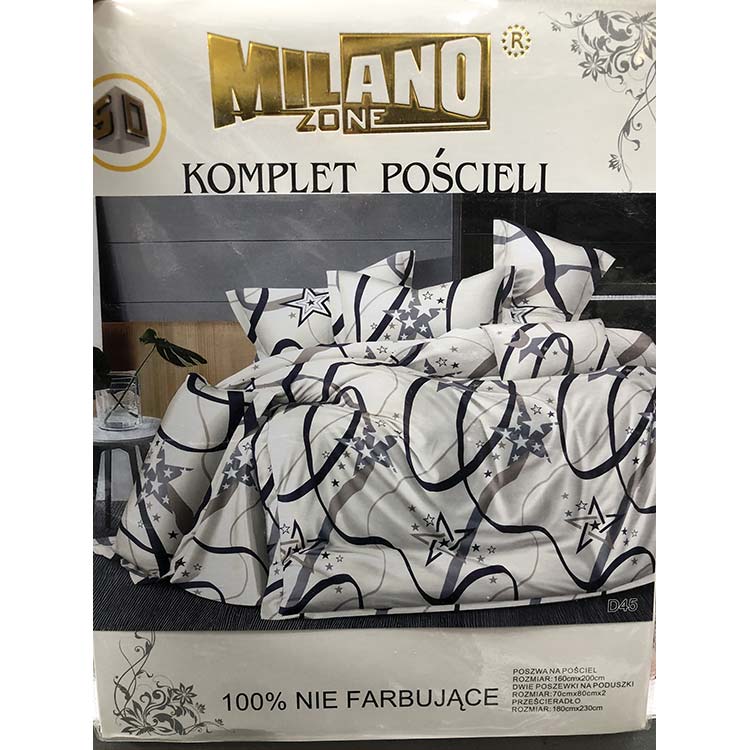 MILANO ®
ZONE
5D
KOMPLET POŚCIELI
D45
100% NIE FARBUJĄCE
POSZWA NA POŚCIEL
ROZMIAR: 160cmx200cm
DWIE POSZEWKI NA PODUSZKI
ROZMIAR: 70cmx80cmx2
PRZEŚCIERADŁO
ROZMIAR: 180cmx230cm